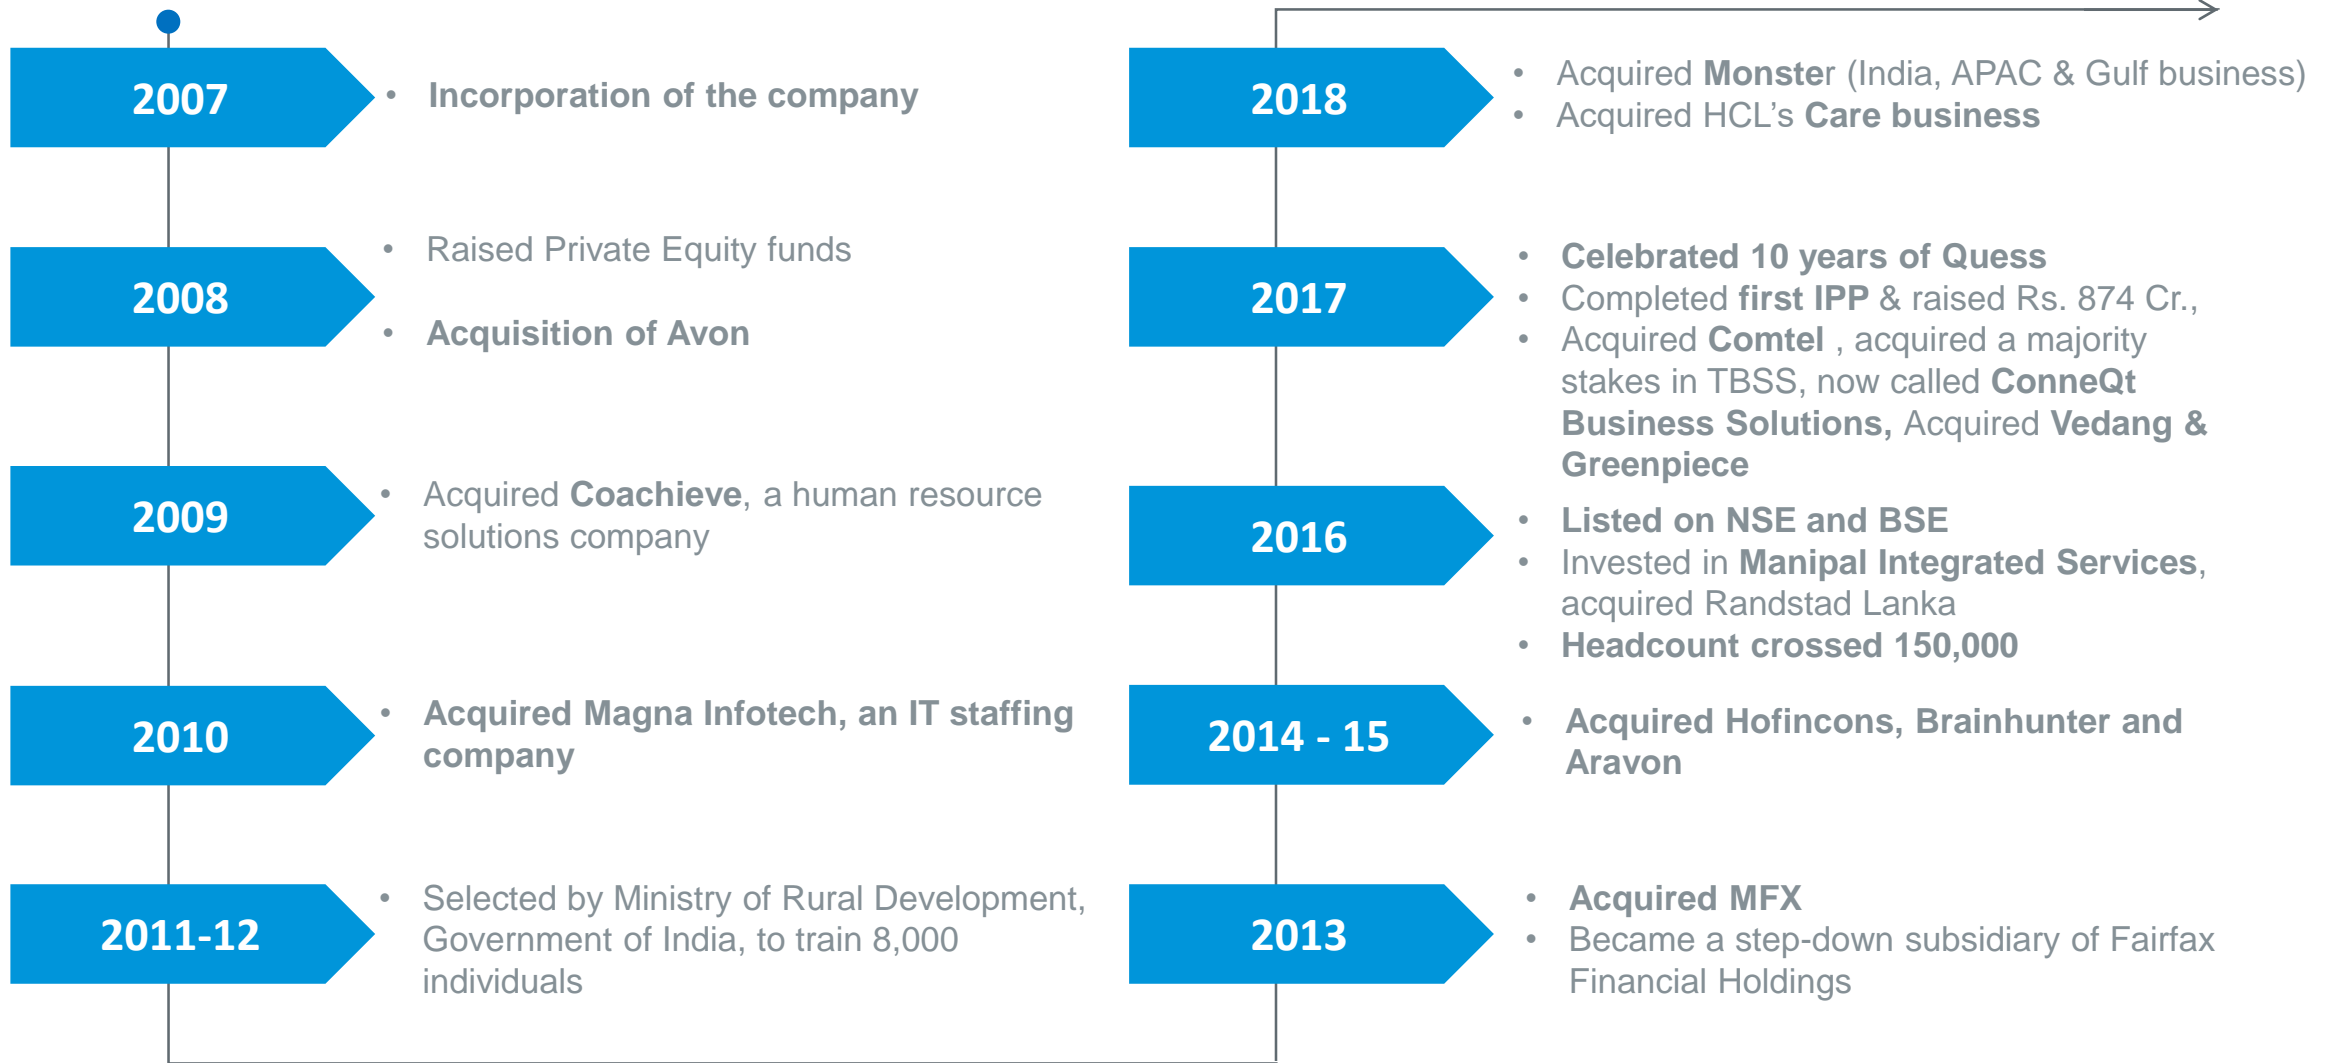 2007
• Incorporation of the company
2008
• Raised Private Equity funds
• Acquisition of Avon
2009
• Acquired Coachieve, a human resource
solutions company
2010
• Acquired Magna Infotech, an IT staffing
company
2011-12
• Selected by Ministry of Rural Development,
Government of India, to train 8,000
individuals
2018
• Acquired Monster (India, APAC & Gulf business)
• Acquired HCL’s Care business
2017
• Celebrated 10 years of Quess
• Completed first IPP & raised Rs. 874 Cr.,
• Acquired Comtel , acquired a majority
stakes in TBSS, now called ConneQt
Business Solutions, Acquired Vedang &
Greenpiece
2016
• Listed on NSE and BSE
• Invested in Manipal Integrated Services,
acquired Randstad Lanka
• Headcount crossed 150,000
2014 - 15
• Acquired Hofincons, Brainhunter and
Aravon
2013
• Acquired MFX
• Became a step-down subsidiary of Fairfax
Financial Holdings